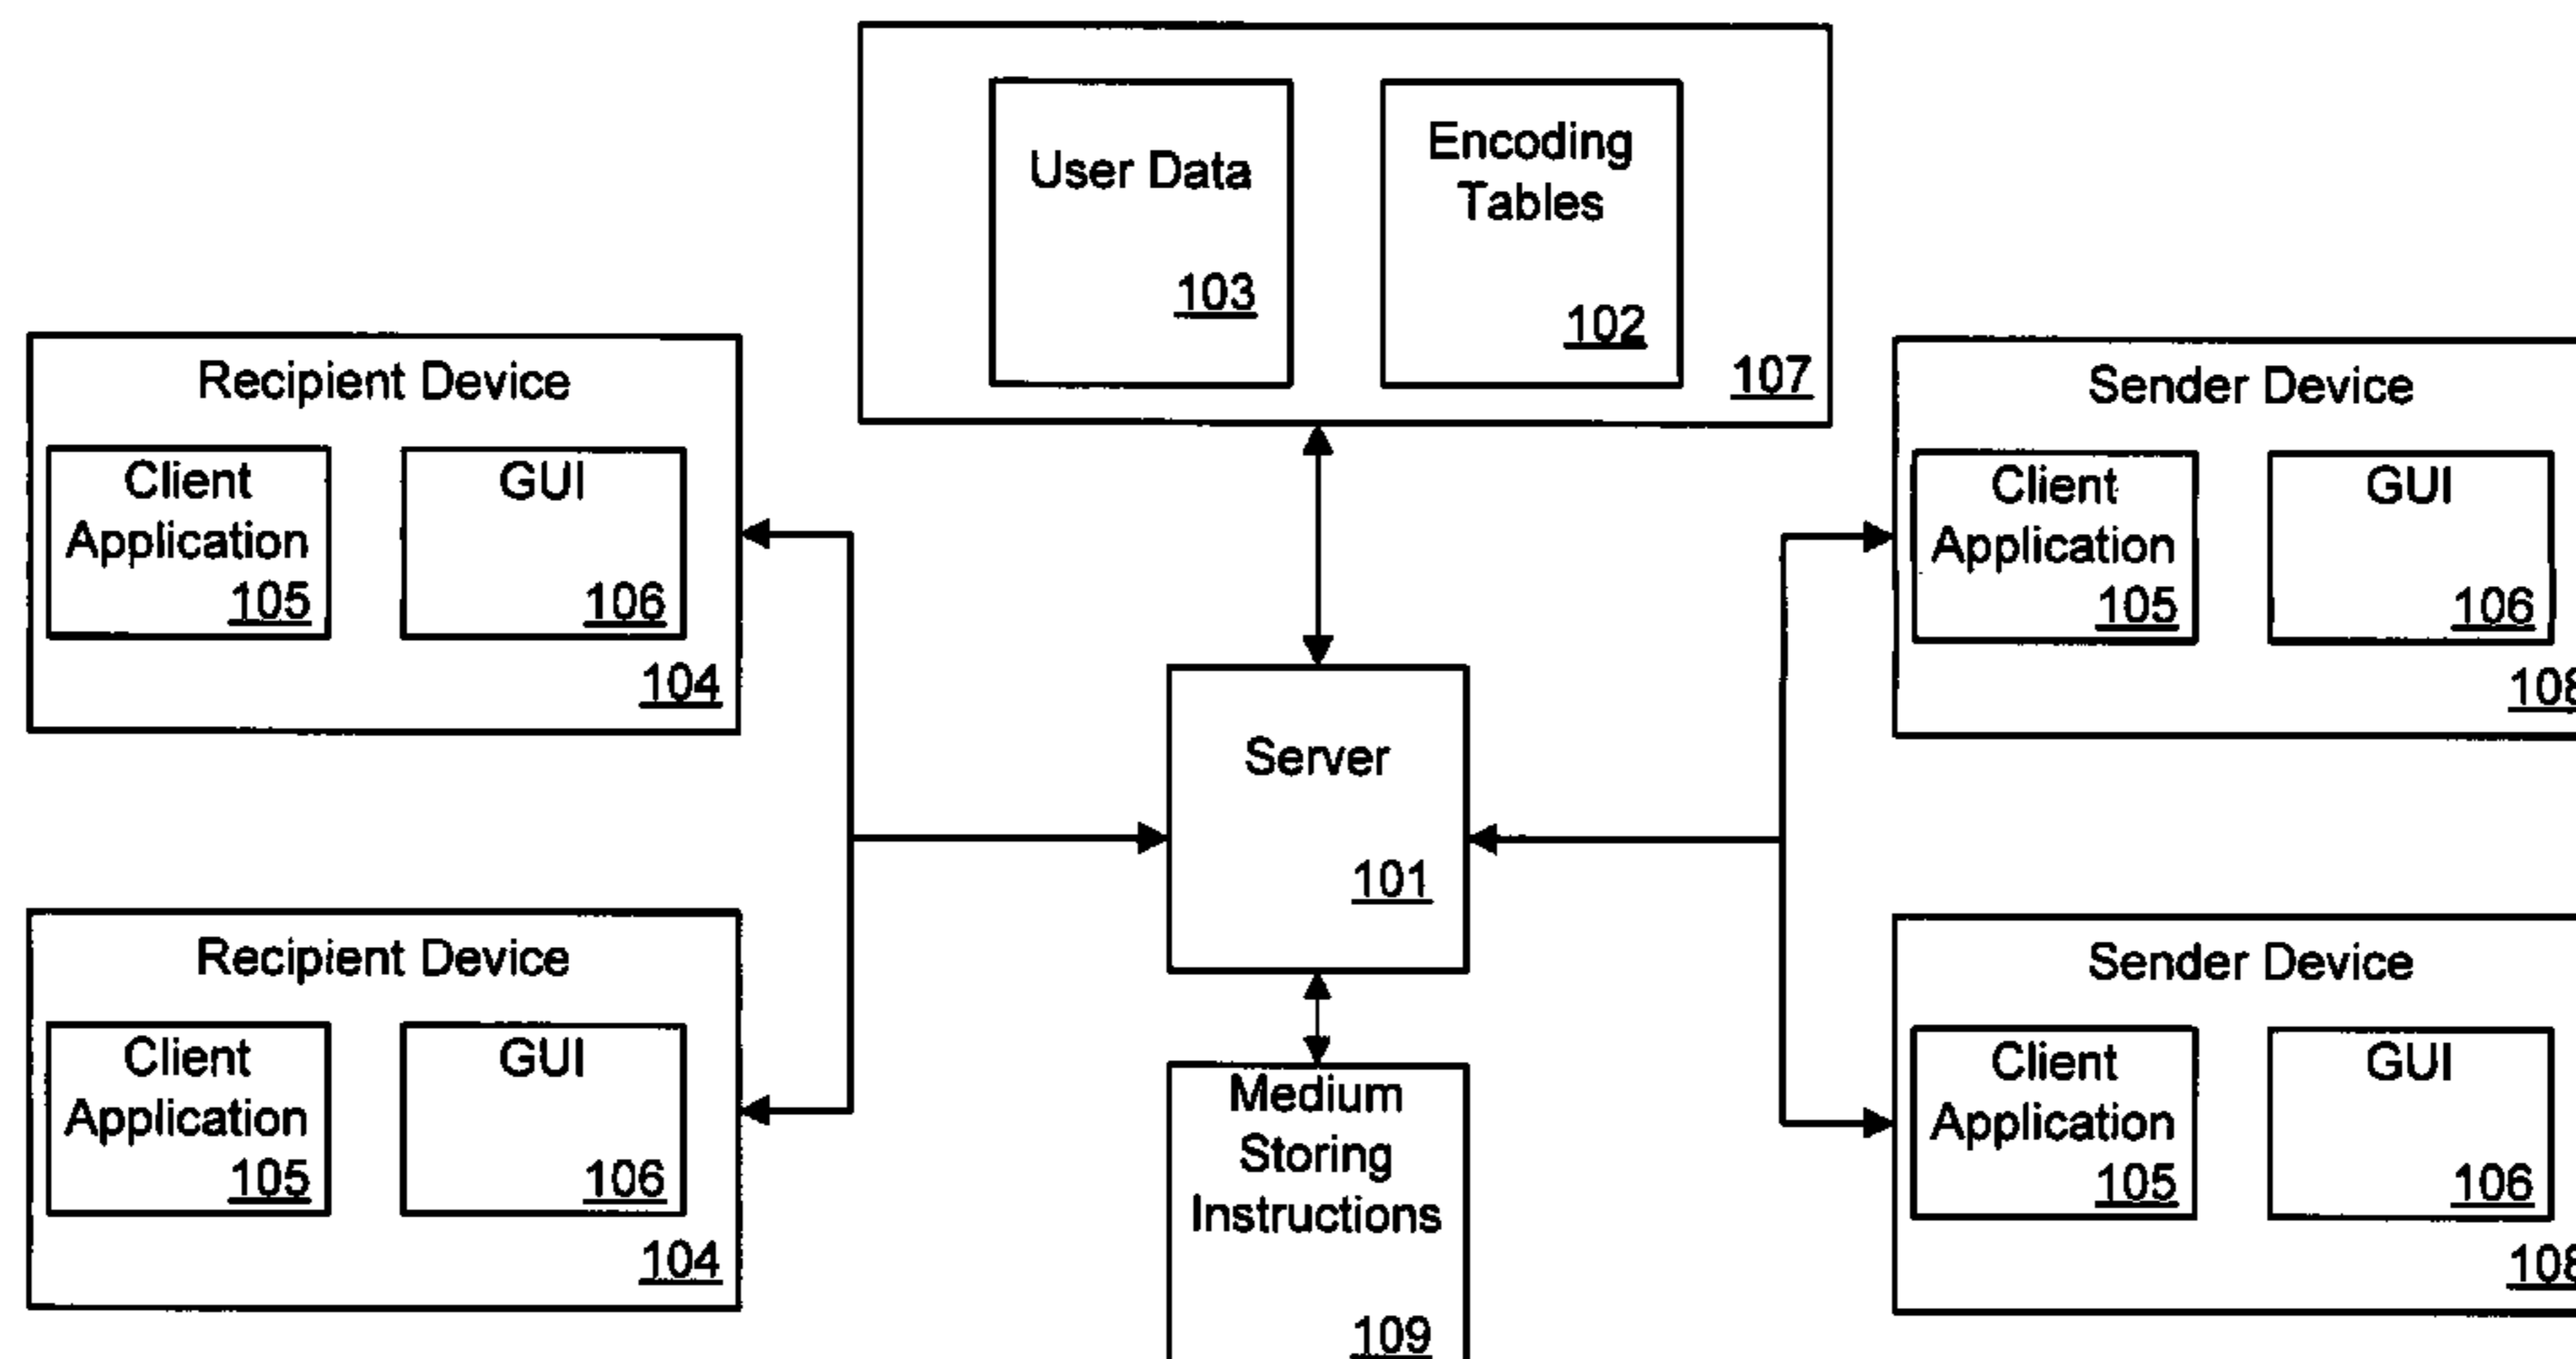 User Data
103
Encoding
Tables
102
107
Recipient Device
Client
Application
105
GUI
106
104
Sender Device
Client
Application
105
GUI
106
108
Server
101
Recipient Device
Client
Application
105
GUI
106
104
Medium
Storing
Instructions
109
Sender Device
Client
Application
105
GUI
106
108